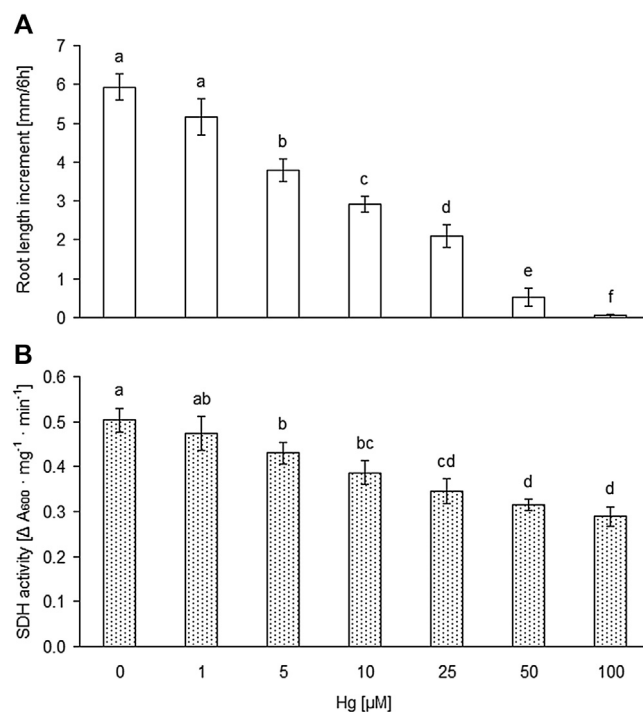 A
Root length increment [mm/6h]
7
6
5
4
3
2
1
0
a
a
b
c
d
e
f
B
SDH activity [Δ A₆₀₀ · mg⁻¹ · min⁻¹]
0.6
0.5
0.4
0.3
0.2
0.1
0.0
a
ab
b
bc
cd
d
d
0 1 5 10 25 50 100
Hg [µM]